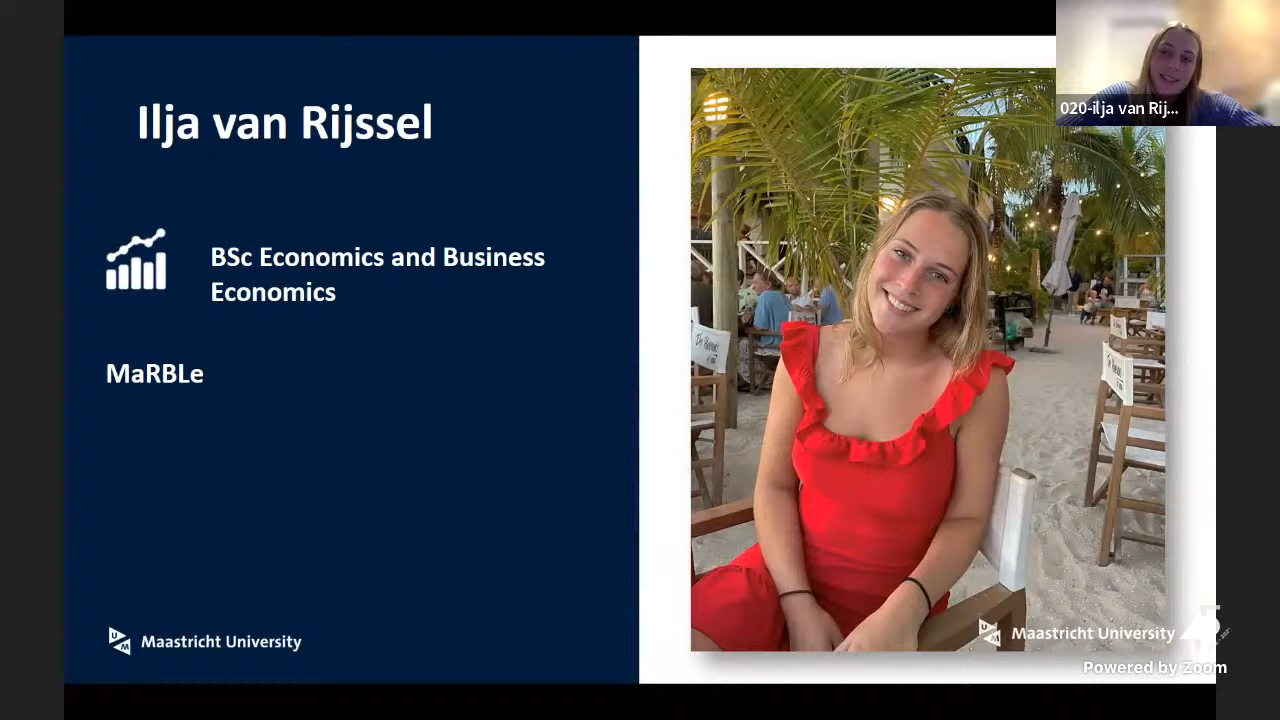 Ilja van Rijssel
020-ilja van Rij...
BSc Economics and Business
Economics
MaRBLe
Maastricht University
Maastricht University
Powered by Zoom